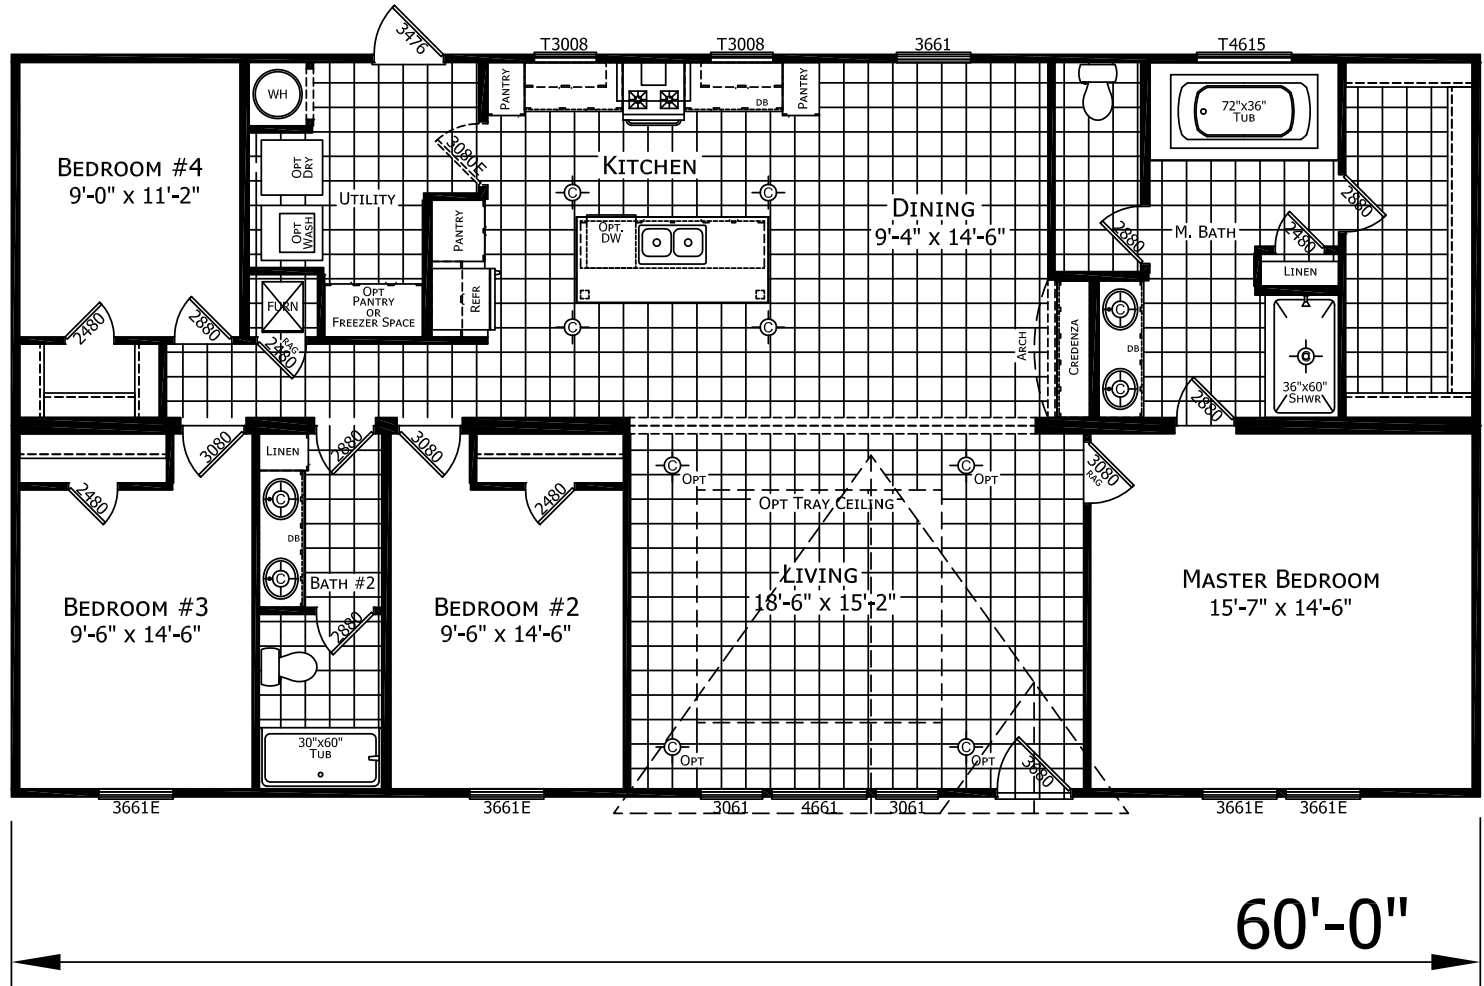 3476
T3008
T3008
3661
T4615
WH
PANTRY
DB
PANTRY
72"x36"
TUB
BEDROOM #4
9'-0" x 11'-2"
OPT
DRY
3080E
KITCHEN
UTILITY
2880
DINING
9'-4" x 14'-6"
OPT
WASH
PANTRY
OPT.
DW
M. BATH
2880
2480
LINEN
FURN
OPT
PANTRY
OR
FREEZER SPACE
REFR
2480
2880
RAG
2480
ARCH
CREDENZA
DB
36"x60"
SHWR
2880
3080
LINEN
2880
3080
2480
2480
C
OPT
C
OPT
3080
RAG
OPT TRAY CEILING
DB
BATH #2
LIVING
18'-6" x 15'-2"
MASTER BEDROOM
15'-7" x 14'-6"
BEDROOM #3
9'-6" x 14'-6"
BEDROOM #2
9'-6" x 14'-6"
2880
30"x60"
TUB
C
OPT
C
OPT
3680
3661E
3661E
3061
4661
3061
3661E
3661E
60'-0"